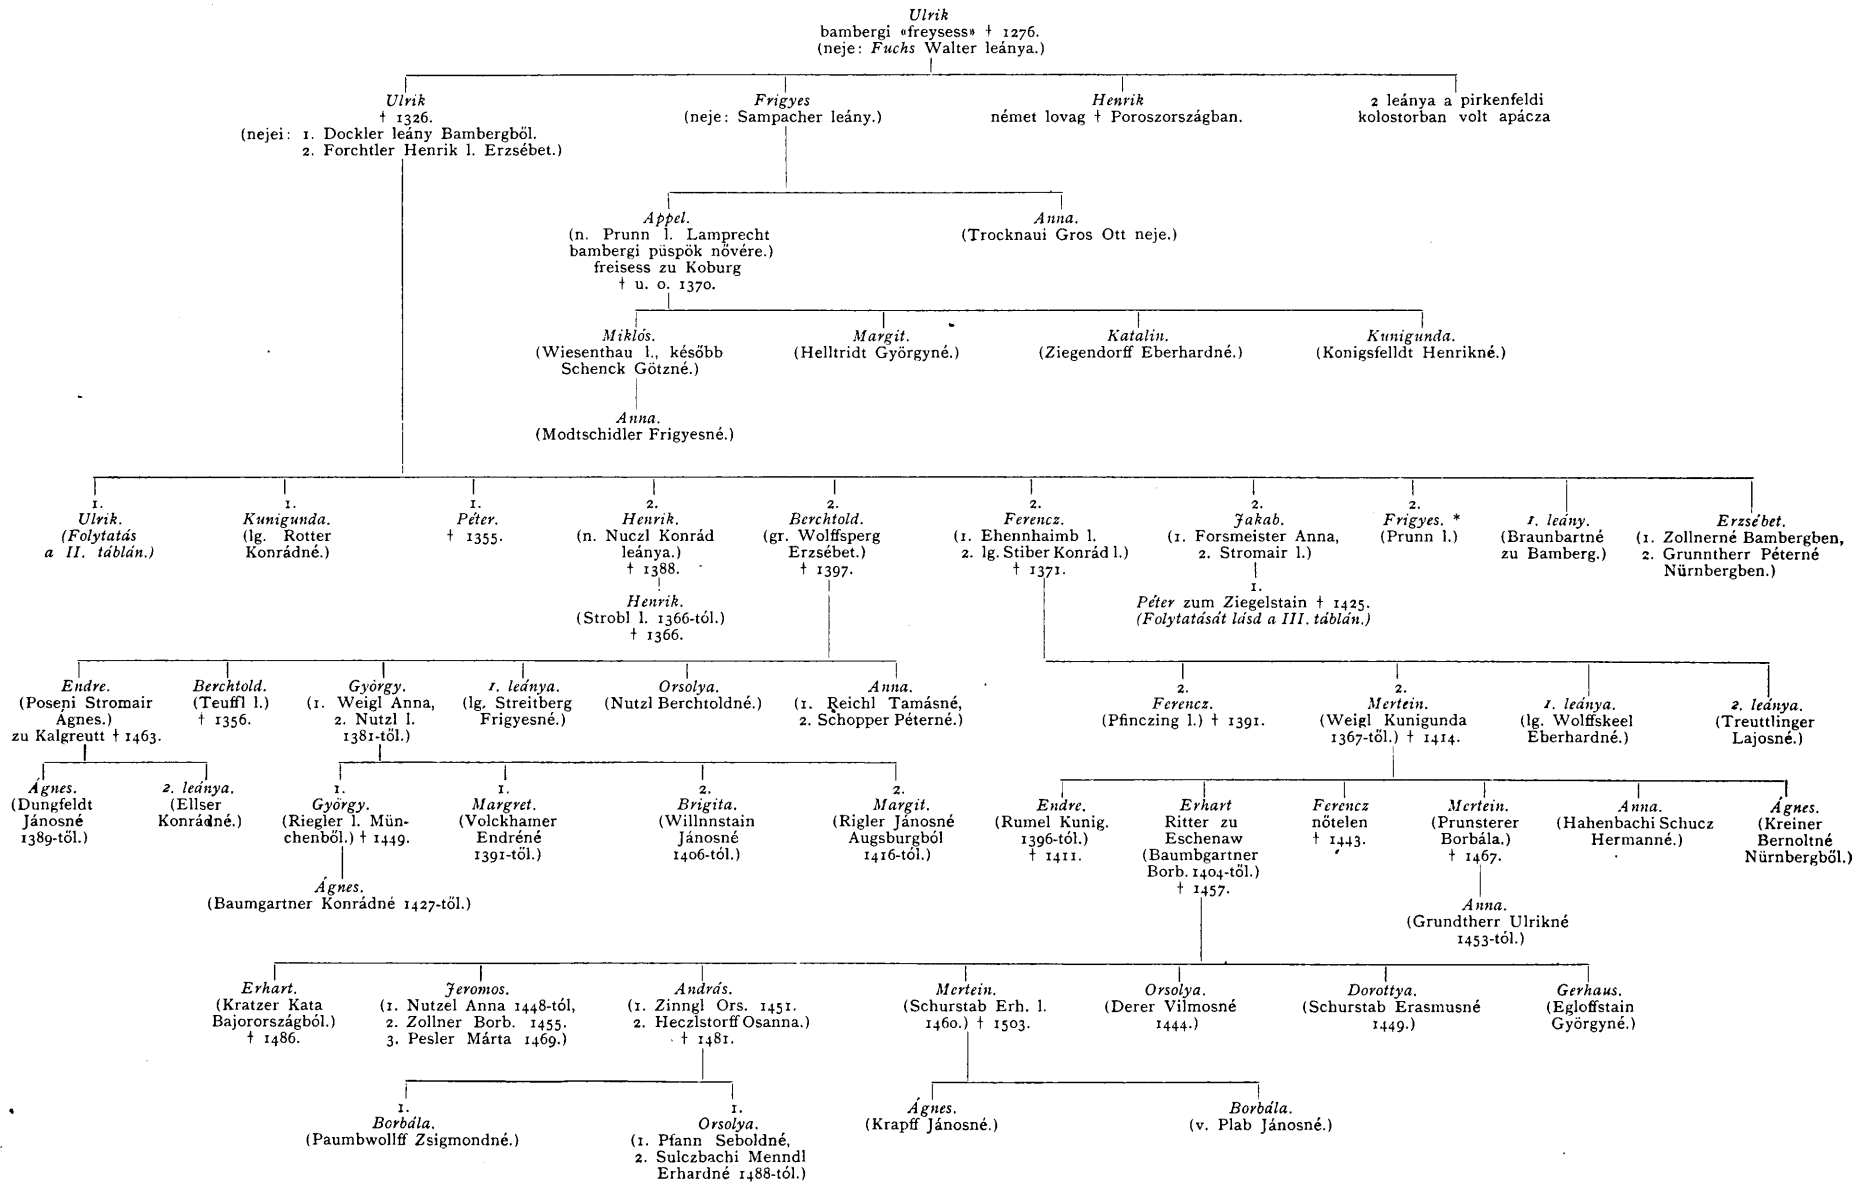 Ulrik
bambergi «freysess» † 1276.
(neje: Fuchs Walter leánya.)
Ulrik
† 1326.
(nejei: 1. Dockler leány Bambergből.
2. Forchtler Henrik l. Erzsébet.)
Frigyes
(neje: Sampacher leány.)
Henrik
német lovag † Poroszországban.
2 leánya a pirkenfeldi
kolostorban volt apácza
Appel.
(n. Prunn l. Lamprecht
bambergi püspök nővére.)
freisess zu Koburg
† u. o. 1370.
Anna.
(Trocknaui Gros Ott neje.)
Miklós.
(Wiesenthau l., később
Schenck Götzné.)
Margit.
(Helltridt Györgyné.)
Katalin.
(Ziegendorff Eberhardné.)
Kunigunda.
(Konigsfelldt Henrikné.)
Anna.
(Modtschidler Frigyesné.)
1.
Ulrik.
(Folytatás
a II. táblán.)
1.
Kunigunda.
(lg. Rotter
Konrádné.)
1.
Péter.
† 1355.
2.
Henrik.
(n. Nuczl Konrád
leánya.)
† 1388.
Henrik.
(Strobl l. 1366-tól.)
† 1366.
2.
Berchtold.
(gr. Wolffsperg
Erzsébet.)
† 1397.
2.
Ferencz.
(1. Ehennhaimb l.
2. lg. Stiber Konrád l.)
† 1371.
2.
Jakab.
(1. Forsmeister Anna,
2. Stromair l.)
1.
Péter zum Ziegelstain † 1425.
(Folytatását lásd a III. táblán.)
2.
Frigyes. *
(Prunn l.)
1. leány.
(Braunbartné
zu Bamberg.)
Erzsébet.
(1. Zollnerné Bambergben,
2. Grunntherr Péterné
Nürnbergben.)
Endre.
(Poseni Stromair
Agnes.)
zu Kalgreutt † 1463.
Berchtold.
(Teuffl l.)
† 1356.
György.
(1. Weigl Anna,
2. Nutzl l.
1381-től.)
1. leánya.
(lg. Streitberg
Frigyesné.)
Orsolya.
(Nutzl Berchtoldné.)
Anna.
(1. Reichl Tamásné,
2. Schopper Péterné.)
2.
Ferencz.
(Pfinczing l.) † 1391.
2.
Mertein.
(Weigl Kunigunda
1367-től.) † 1414.
1. leánya.
(lg. Wolffskeel
Eberhardné.)
2. leánya.
(Treuttlinger
Lajosné.)
Ágnes.
(Dungfeldt
Jánosné
1389-től.)
2. leánya.
(Ellser
Konrádné.)
1.
György.
(Riegler l. Mün-
chenből.) † 1449.
1.
Margret.
(Volckhamer
Endréné
1391-től.)
2.
Brigita.
(Willnnstain
Jánosné
1406-tól.)
2.
Margit.
(Rigler Jánosné
Augsburgból
1416-tól.)
Endre.
(Rumel Kunig.
1396-tól.)
† 1411.
Erhart
Ritter zu
Eschenaw
(Baumbgartner
Borb. 1404-től.)
† 1457.
Ferencz
nőtelen
† 1443.
Mertein.
(Prunsterer
Borbála.)
† 1467.
Anna.
(Hahenbachi Schucz
Hermanné.)
Ágnes.
(Kreiner
Bernoltné
Nürnbergből.)
Ágnes.
(Baumgartner Konrádné 1427-től.)
Anna.
(Grundtherr Ulrikné
1453-tól.)
Erhart.
(Kratzer Kata
Bajorországból.)
† 1486.
Jeromos.
(1. Nutzel Anna 1448-tól,
2. Zollner Borb. 1455.
3. Pesler Márta 1469.)
András.
(1. Zinngl Ors. 1451.
2. Heczlstorff Osanna.)
† 1481.
Mertein.
(Schurstab Erh. l.
1460.) † 1503.
Orsolya.
(Derer Vilmosné
1444.)
Dorottya.
(Schurstab Erasmusné
1449.)
Gerhaus.
(Egloffstain
Györgyné.)
1.
Borbála.
(Paumbwollff Zsigmondné.)
1.
Orsolya.
(1. Pfann Seboldné,
2. Sulczbachi Menndl
Erhardné 1488-tól.)
Ágnes.
(Krapff Jánosné.)
Borbála.
(v. Plab Jánosné.)